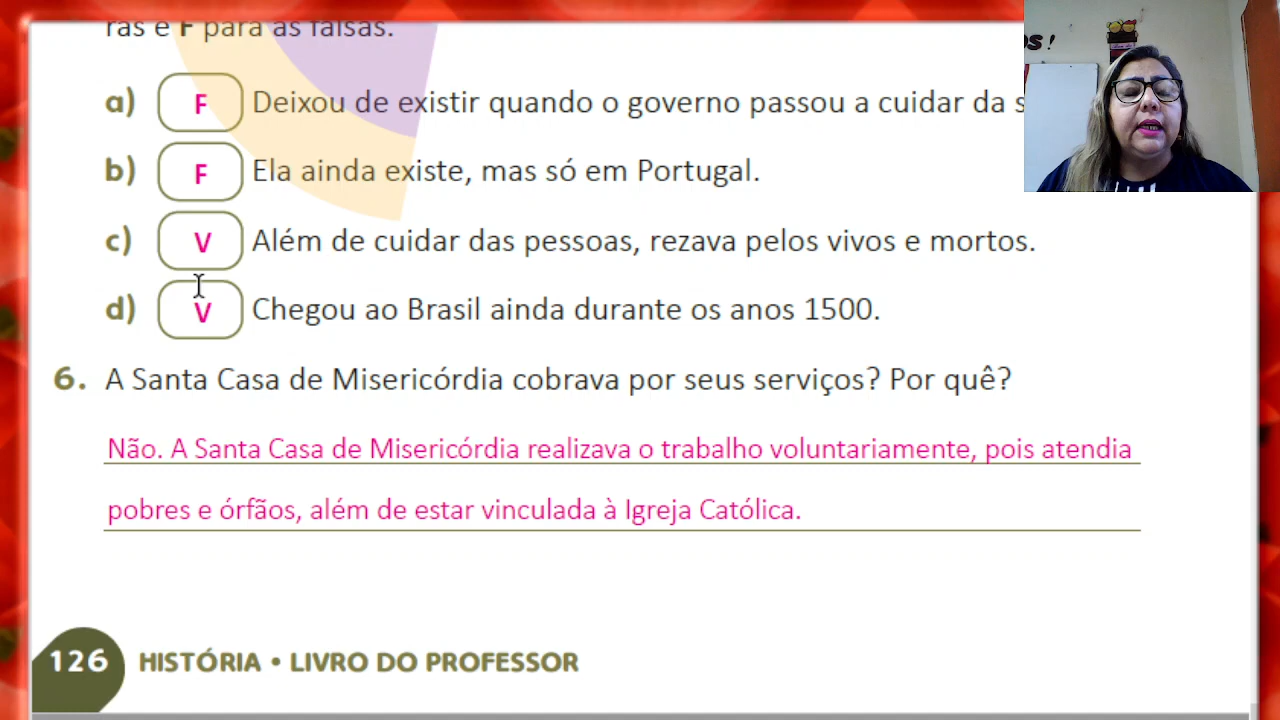 ras e F para as falsas.
a) F Deixou de existir quando o governo passou a cuidar da
b) F Ela ainda existe, mas só em Portugal.
c) V Além de cuidar das pessoas, rezava pelos vivos e mortos.
d) V Chegou ao Brasil ainda durante os anos 1500.
6. A Santa Casa de Misericórdia cobrava por seus serviços? Por quê?
Não. A Santa Casa de Misericórdia realizava o trabalho voluntariamente, pois atendia
pobres e órfãos, além de estar vinculada à Igreja Católica.
126 HISTÓRIA • LIVRO DO PROFESSOR